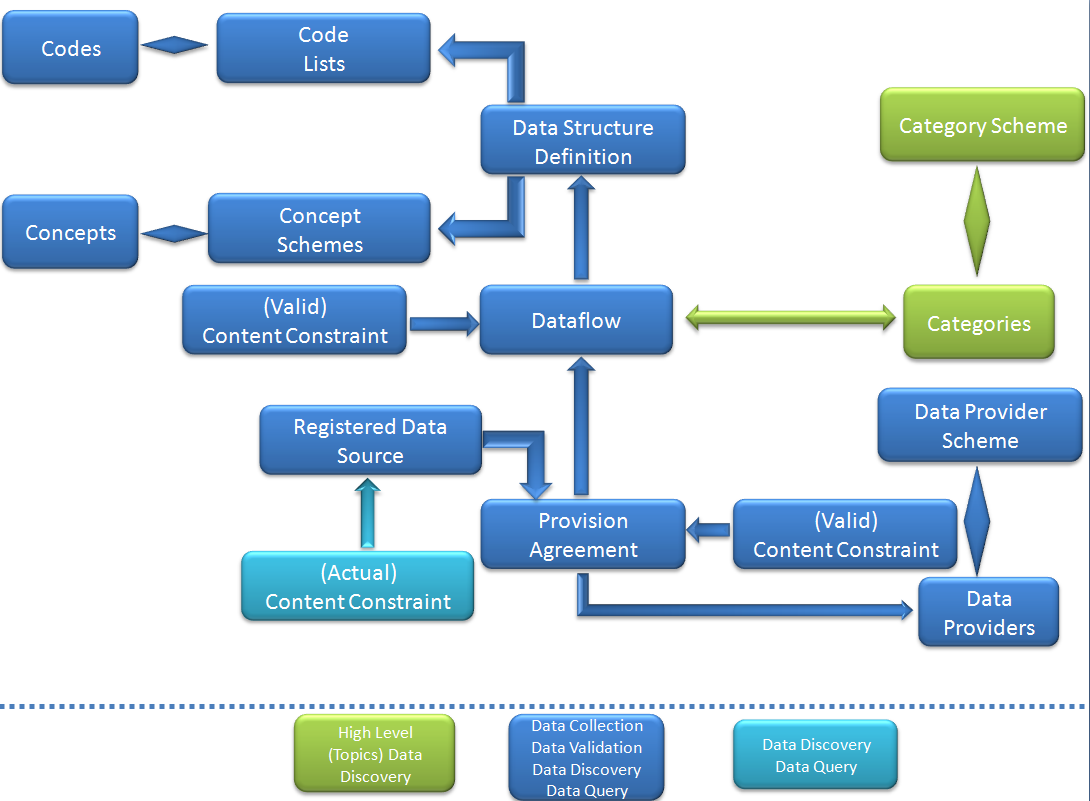 Codes
Code
Lists
Data Structure
Definition
Category Scheme
Concepts
Concept
Schemes
(Valid)
Content Constraint
Dataflow
Categories
Registered Data
Source
Data Provider
Scheme
Provision
Agreement
(Valid)
Content Constraint
(Actual)
Content Constraint
Data
Providers
High Level
(Topics) Data
Discovery
Data Collection
Data Validation
Data Discovery
Data Query
Data Discovery
Data Query